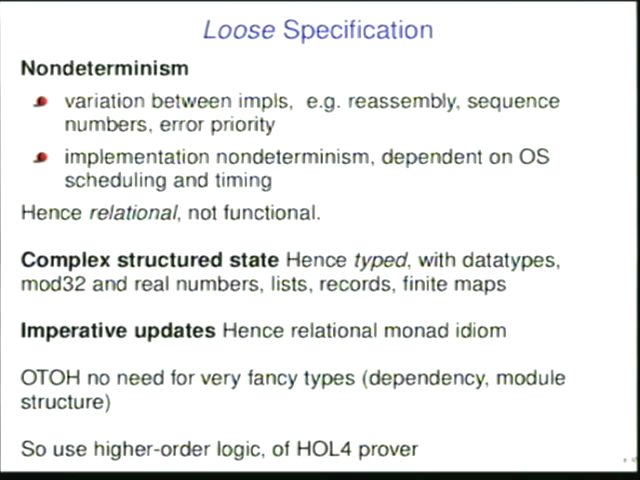 Loose Specification
Nondeterminism
variation between impls, e.g. reassembly, sequence
numbers, error priority
implementation nondeterminism, dependent on OS
scheduling and timing
Hence relational, not functional.
Complex structured state Hence typed, with datatypes,
mod32 and real numbers, lists, records, finite maps
Imperative updates Hence relational monad idiom
OTOH no need for very fancy types (dependency, module
structure)
So use higher-order logic, of HOL4 prover